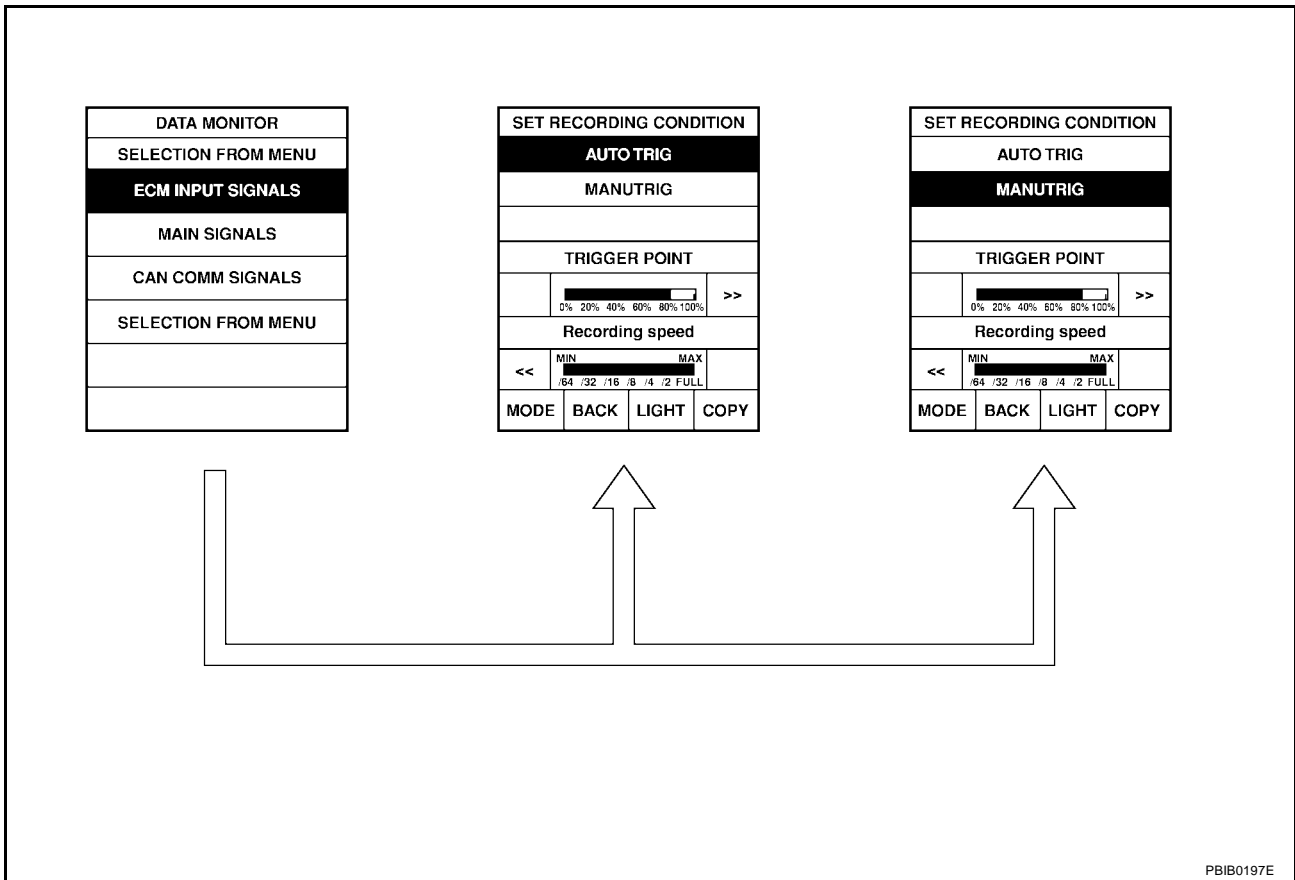 DATA MONITOR
SELECTION FROM MENU
ECM INPUT SIGNALS
MAIN SIGNALS
CAN COMM SIGNALS
SELECTION FROM MENU
SET RECORDING CONDITION
AUTO TRIG
MANUTRIG
TRIGGER POINT
>>
0% 20% 40% 60% 80% 100%
Recording speed
MIN MAX
<<
/64 /32 /16 /8 /4 /2 FULL
MODE BACK LIGHT COPY
SET RECORDING CONDITION
AUTO TRIG
MANUTRIG
TRIGGER POINT
>>
0% 20% 40% 60% 80% 100%
Recording speed
MIN MAX
<<
/64 /32 /16 /8 /4 /2 FULL
MODE BACK LIGHT COPY
PBIB0197E